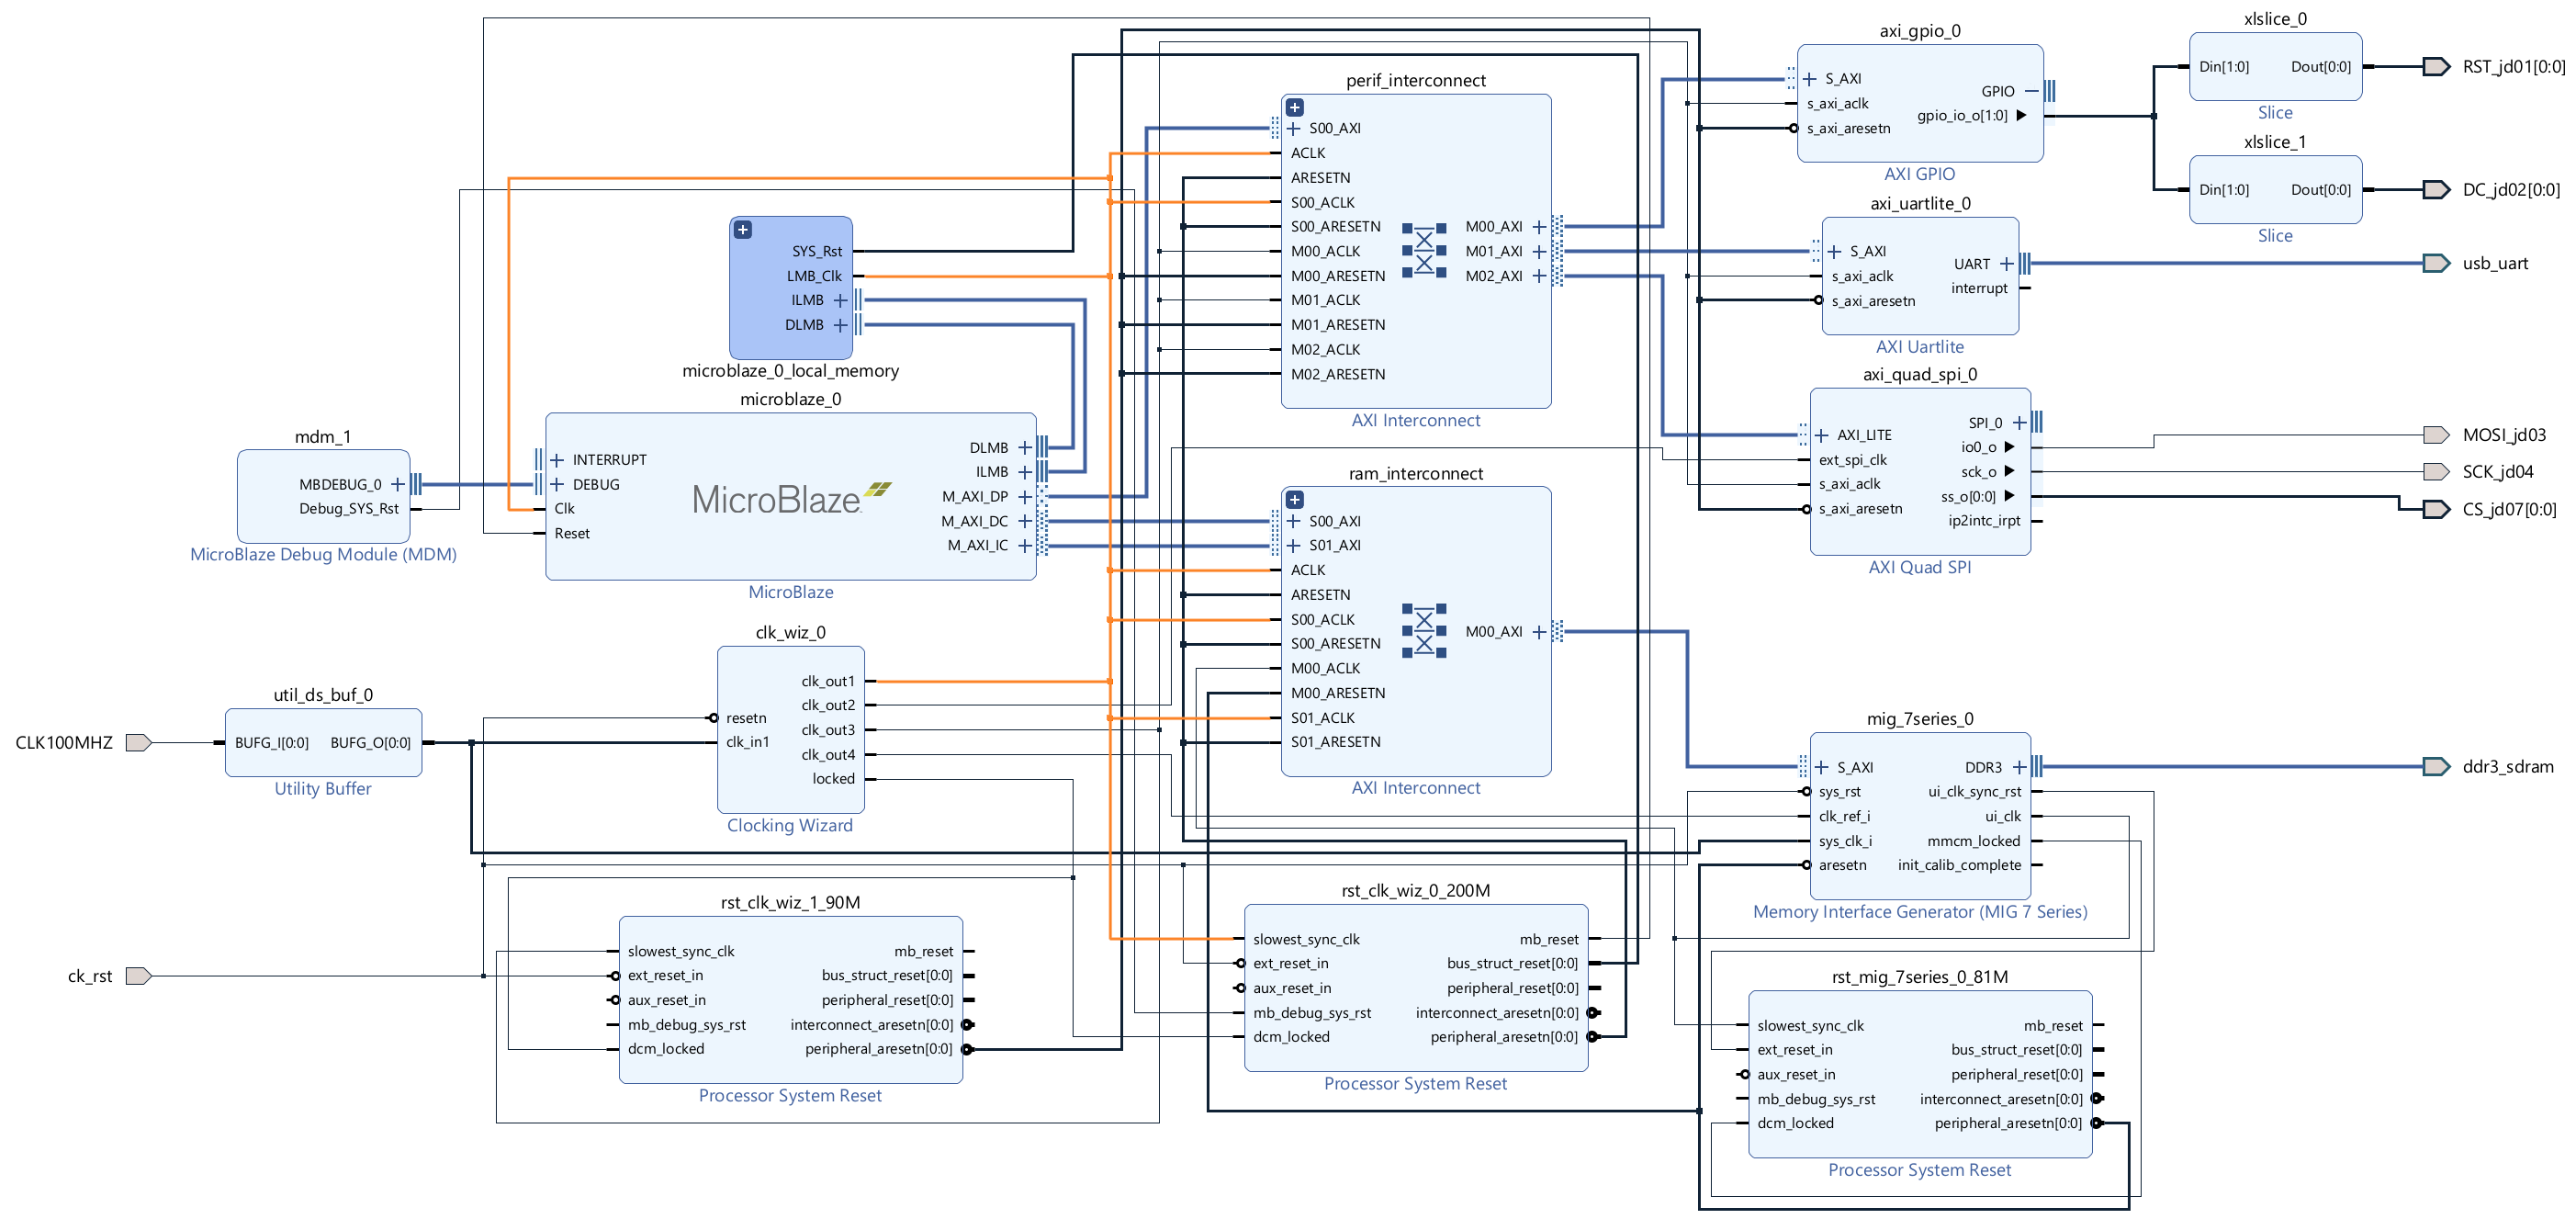 xlslice_0
Din[1:0] Dout[0:0]
Slice
RST_jd01[0:0]
axi_gpio_0
S_AXI
s_axi_aclk
s_axi_aresetn
GPIO
gpio_io_o[1:0]
AXI GPIO
xlslice_1
Din[1:0] Dout[0:0]
Slice
DC_jd02[0:0]
perif_interconnect
S00_AXI
ACLK
ARESETN
S00_ACLK
S00_ARESETN
M00_ACLK
M00_ARESETN
M01_ACLK
M01_ARESETN
M02_ACLK
M02_ARESETN
M00_AXI
M01_AXI
M02_AXI
AXI Interconnect
axi_uartlite_0
S_AXI
s_axi_aclk
s_axi_aresetn
UART
interrupt
AXI Uartlite
usb_uart
SYS_Rst
LMB_Clk
ILMB
DLMB
microblaze_0_local_memory
axi_quad_spi_0
AXI_LITE
ext_spi_clk
s_axi_aclk
s_axi_aresetn
SPI_0
io0_o
sck_o
ss_o[0:0]
ip2intc_irpt
AXI Quad SPI
MOSI_jd03
SCK_jd04
CS_jd07[0:0]
mdm_1
MBDEBUG_0
Debug_SYS_Rst
MicroBlaze Debug Module (MDM)
microblaze_0
INTERRUPT
DEBUG
Clk
Reset
MicroBlaze
DLMB
ILMB
M_AXI_DP
M_AXI_DC
M_AXI_IC
MicroBlaze
ram_interconnect
S00_AXI
S01_AXI
ACLK
ARESETN
S00_ACLK
S00_ARESETN
M00_ACLK
M00_ARESETN
S01_ACLK
S01_ARESETN
M00_AXI
AXI Interconnect
CLK100MHZ
util_ds_buf_0
BUFG_I[0:0] BUFG_O[0:0]
Utility Buffer
clk_wiz_0
resetn
clk_in1
clk_out1
clk_out2
clk_out3
clk_out4
locked
Clocking Wizard
mig_7series_0
S_AXI
sys_rst
clk_ref_i
sys_clk_i
aresetn
DDR3
ui_clk_sync_rst
ui_clk
mmcm_locked
init_calib_complete
Memory Interface Generator (MIG 7 Series)
ddr3_sdram
ck_rst
rst_clk_wiz_1_90M
slowest_sync_clk
ext_reset_in
aux_reset_in
mb_debug_sys_rst
dcm_locked
mb_reset
bus_struct_reset[0:0]
peripheral_reset[0:0]
interconnect_aresetn[0:0]
peripheral_aresetn[0:0]
Processor System Reset
rst_clk_wiz_0_200M
slowest_sync_clk
ext_reset_in
aux_reset_in
mb_debug_sys_rst
dcm_locked
mb_reset
bus_struct_reset[0:0]
peripheral_reset[0:0]
interconnect_aresetn[0:0]
peripheral_aresetn[0:0]
Processor System Reset
rst_mig_7series_0_81M
slowest_sync_clk
ext_reset_in
aux_reset_in
mb_debug_sys_rst
dcm_locked
mb_reset
bus_struct_reset[0:0]
peripheral_reset[0:0]
interconnect_aresetn[0:0]
peripheral_aresetn[0:0]
Processor System Reset